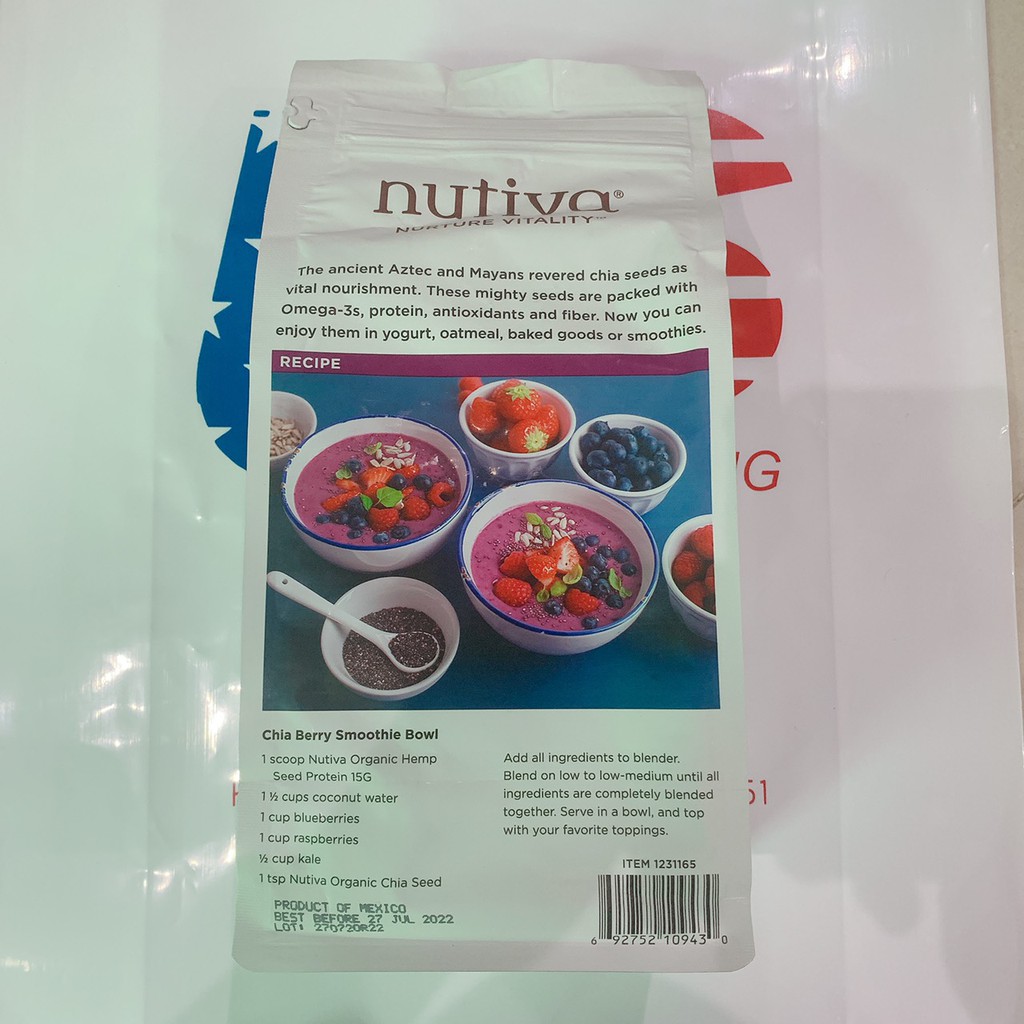 nutiva®
NURTURE VITALITY™
The ancient Aztec and Mayans revered chia seeds as
vital nourishment. These mighty seeds are packed with
Omega-3s, protein, antioxidants and fiber. Now you can
enjoy them in yogurt, oatmeal, baked goods or smoothies.
RECIPE
Chia Berry Smoothie Bowl
1 scoop Nutiva Organic Hemp
Seed Protein 15G
1 ½ cups coconut water
1 cup blueberries
1 cup raspberries
½ cup kale
1 tsp Nutiva Organic Chia Seed
Add all ingredients to blender.
Blend on low to low-medium until all
ingredients are completely blended
together. Serve in a bowl, and top
with your favorite toppings.
ITEM 1231165
6 92752 10943 0
PRODUCT OF MEXICO
BEST BEFORE 27 JUL 2022
LOT: 270720R22